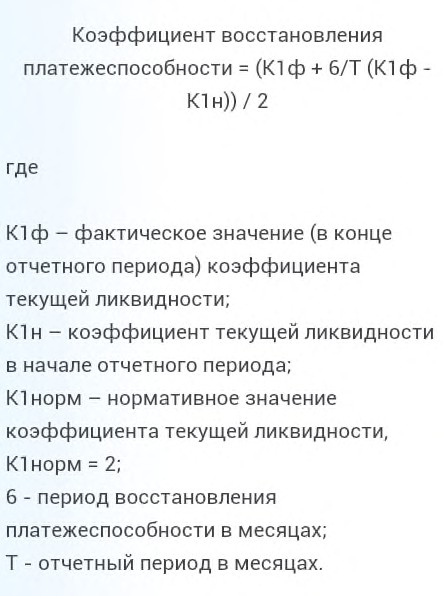 Коэффициент восстановления
платежеспособности = (К1ф + 6/Т (К1ф -
К1н)) / 2
где
К1ф – фактическое значение (в конце
отчетного периода) коэффициента
текущей ликвидности;
К1н – коэффициент текущей ликвидности
в начале отчетного периода;
К1норм – нормативное значение
коэффициента текущей ликвидности,
К1норм = 2;
6 - период восстановления
платежеспособности в месяцах;
Т - отчетный период в месяцах.